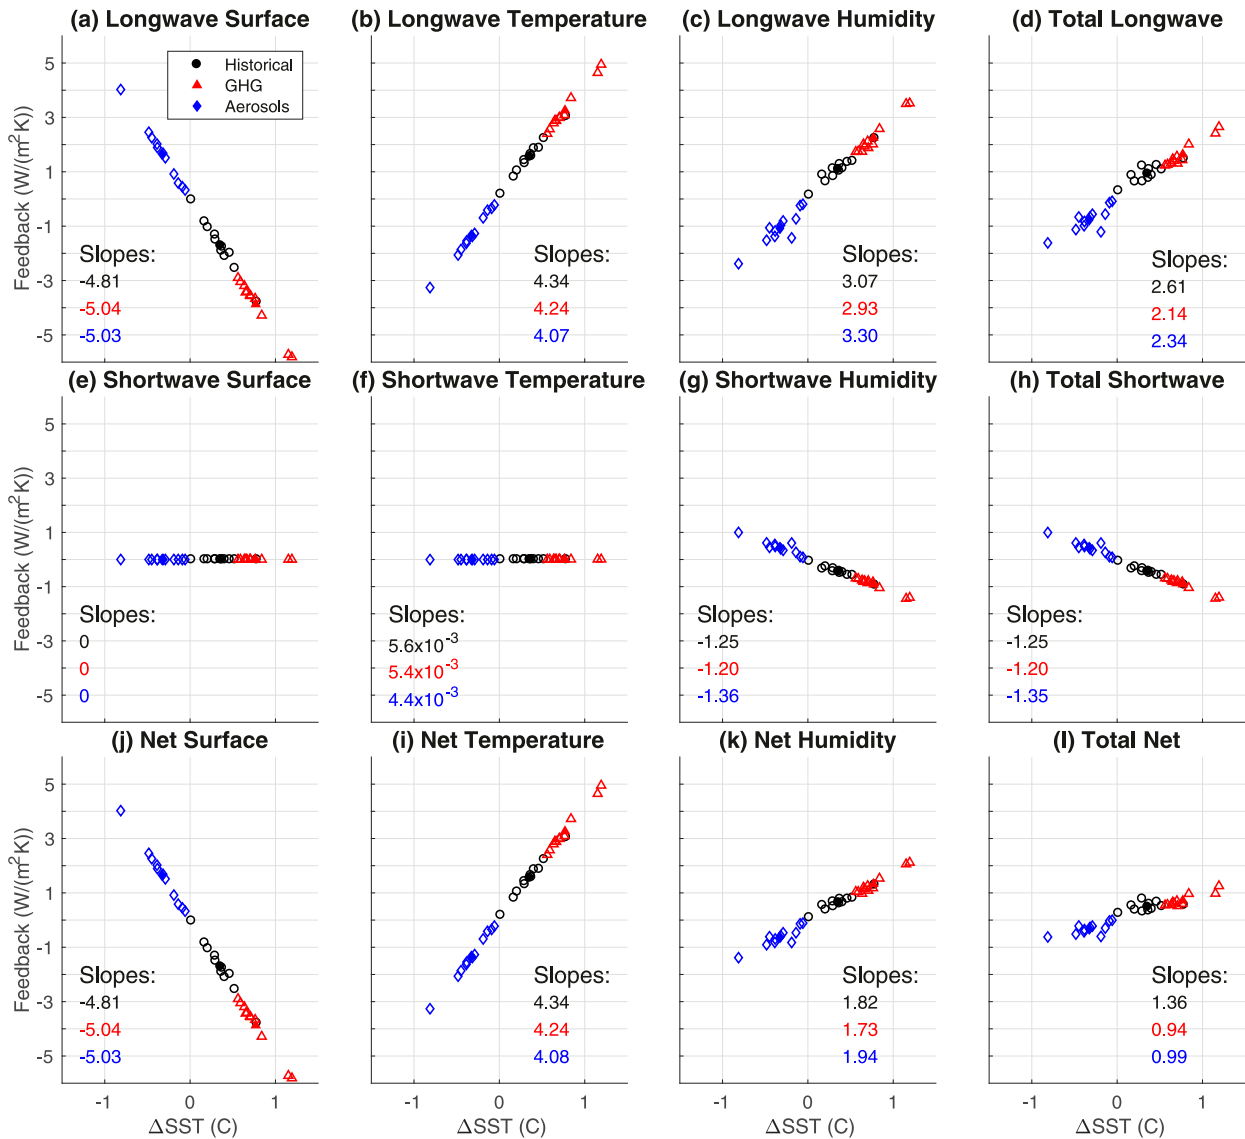 (a) Longwave Surface
(b) Longwave Temperature
(c) Longwave Humidity
(d) Total Longwave
Feedback (W/(m²K))
5
3
1
-1
-3
-5
Historical
GHG
Aerosols
Slopes:
-4.81
-5.04
-5.03
Slopes:
4.34
4.24
4.07
Slopes:
3.07
2.93
3.30
Slopes:
2.61
2.14
2.34
(e) Shortwave Surface
(f) Shortwave Temperature
(g) Shortwave Humidity
(h) Total Shortwave
Feedback (W/(m²K))
5
3
1
-1
-3
-5
Slopes:
0
0
0
Slopes:
5.6x10⁻³
5.4x10⁻³
4.4x10⁻³
Slopes:
-1.25
-1.20
-1.36
Slopes:
-1.25
-1.20
-1.35
(j) Net Surface
(i) Net Temperature
(k) Net Humidity
(l) Total Net
Feedback (W/(m²K))
5
3
1
-1
-3
-5
Slopes:
-4.81
-5.04
-5.03
Slopes:
4.34
4.24
4.08
Slopes:
1.82
1.73
1.94
Slopes:
1.36
0.94
0.99
-1 0 1
-1 0 1
-1 0 1
-1 0 1
ΔSST (C)
ΔSST (C)
ΔSST (C)
ΔSST (C)